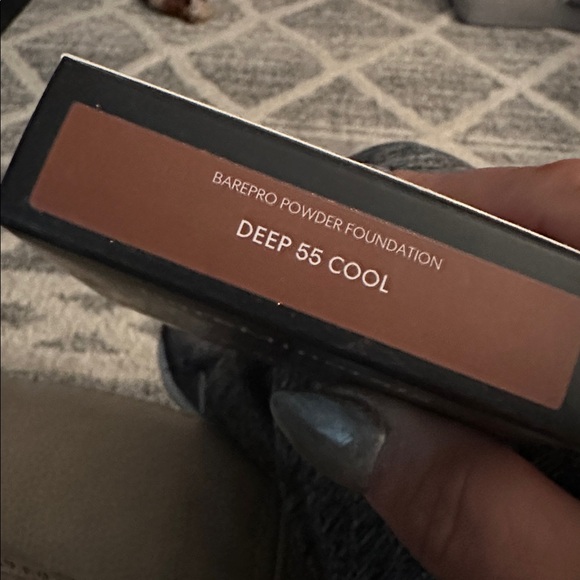 BAREPRO POWDER FOUNDATION
DEEP 55 COOL